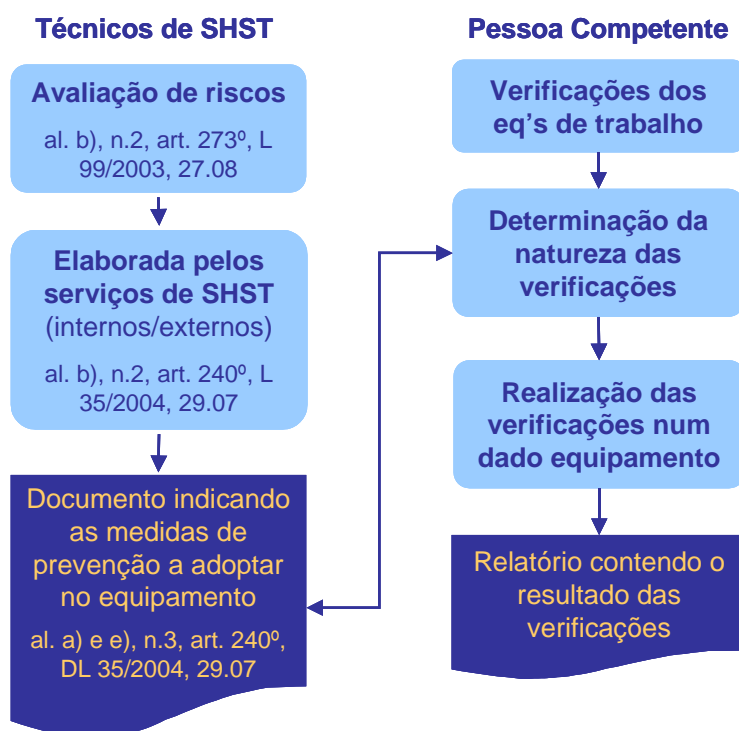 Técnicos de SHST
Avaliação de riscos
al. b), n.2, art. 273º, L
99/2003, 27.08
Elaborada pelos
serviços de SHST
(internos/externos)
al. b), n.2, art. 240º, L
35/2004, 29.07
Documento indicando
as medidas de
prevenção a adoptar
no equipamento
al. a) e e), n.3, art. 240º,
DL 35/2004, 29.07
Pessoa Competente
Verificações dos
eq's de trabalho
Determinação da
natureza das
verificações
Realização das
verificações num
dado equipamento
Relatório contendo o
resultado das
verificações